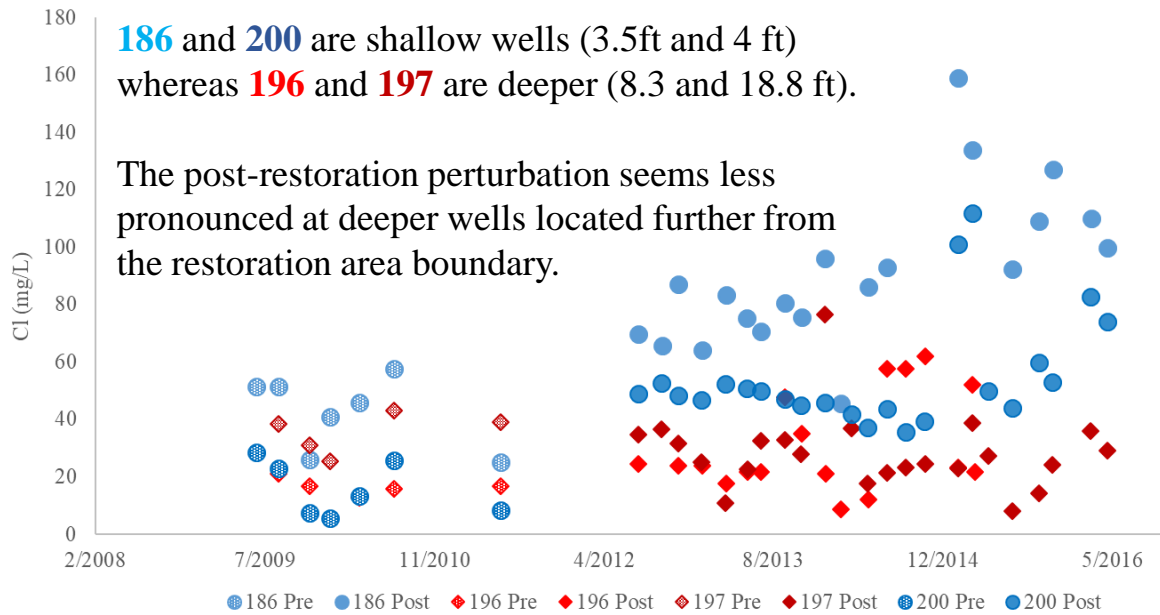 180
186 and 200 are shallow wells (3.5ft and 4 ft)
whereas 196 and 197 are deeper (8.3 and 18.8 ft).
160
140
The post-restoration perturbation seems less
pronounced at deeper wells located further from
the restoration area boundary.
120
100
80
60
40
20
0
Cl (mg/L)
2/2008 7/2009 11/2010 4/2012 8/2013 12/2014 5/2016
186 Pre 186 Post 196 Pre 196 Post 197 Pre 197 Post 200 Pre 200 Post